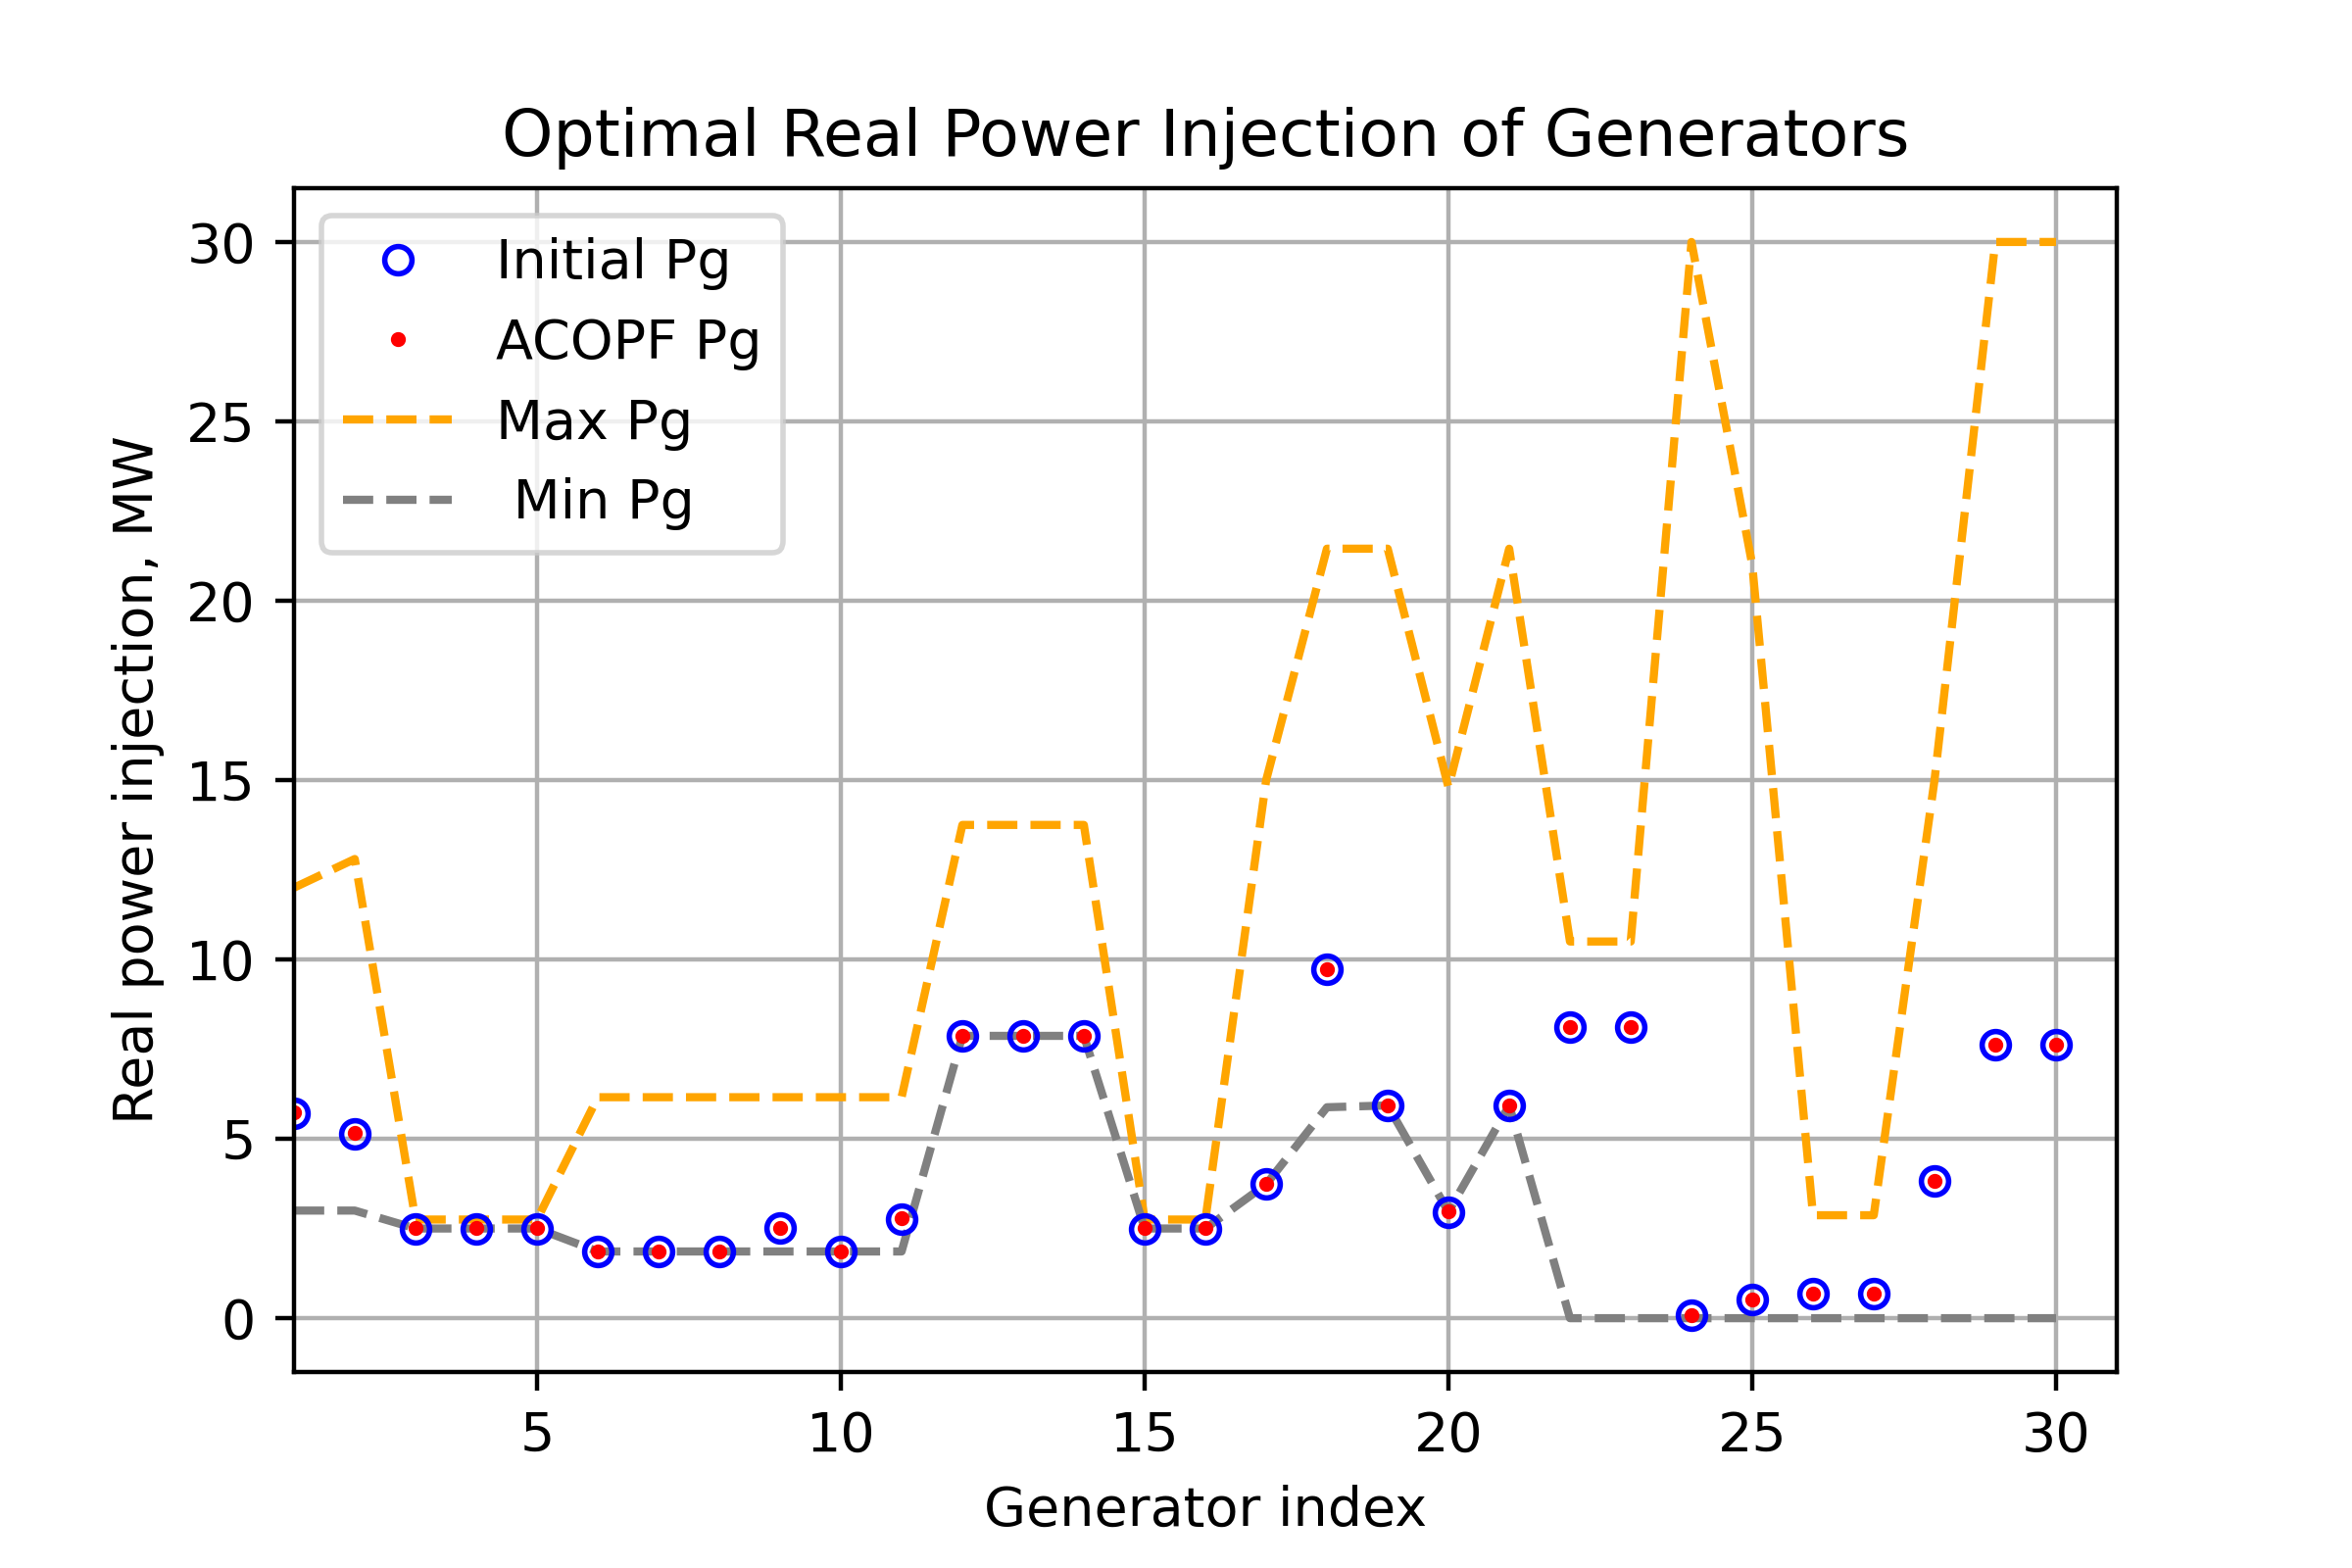 Optimal Real Power Injection of Generators
Real power injection, MW
30
25
20
15
10
5
0
Initial Pg
ACOPF Pg
Max Pg
Min Pg
5 10 15 20 25 30
Generator index